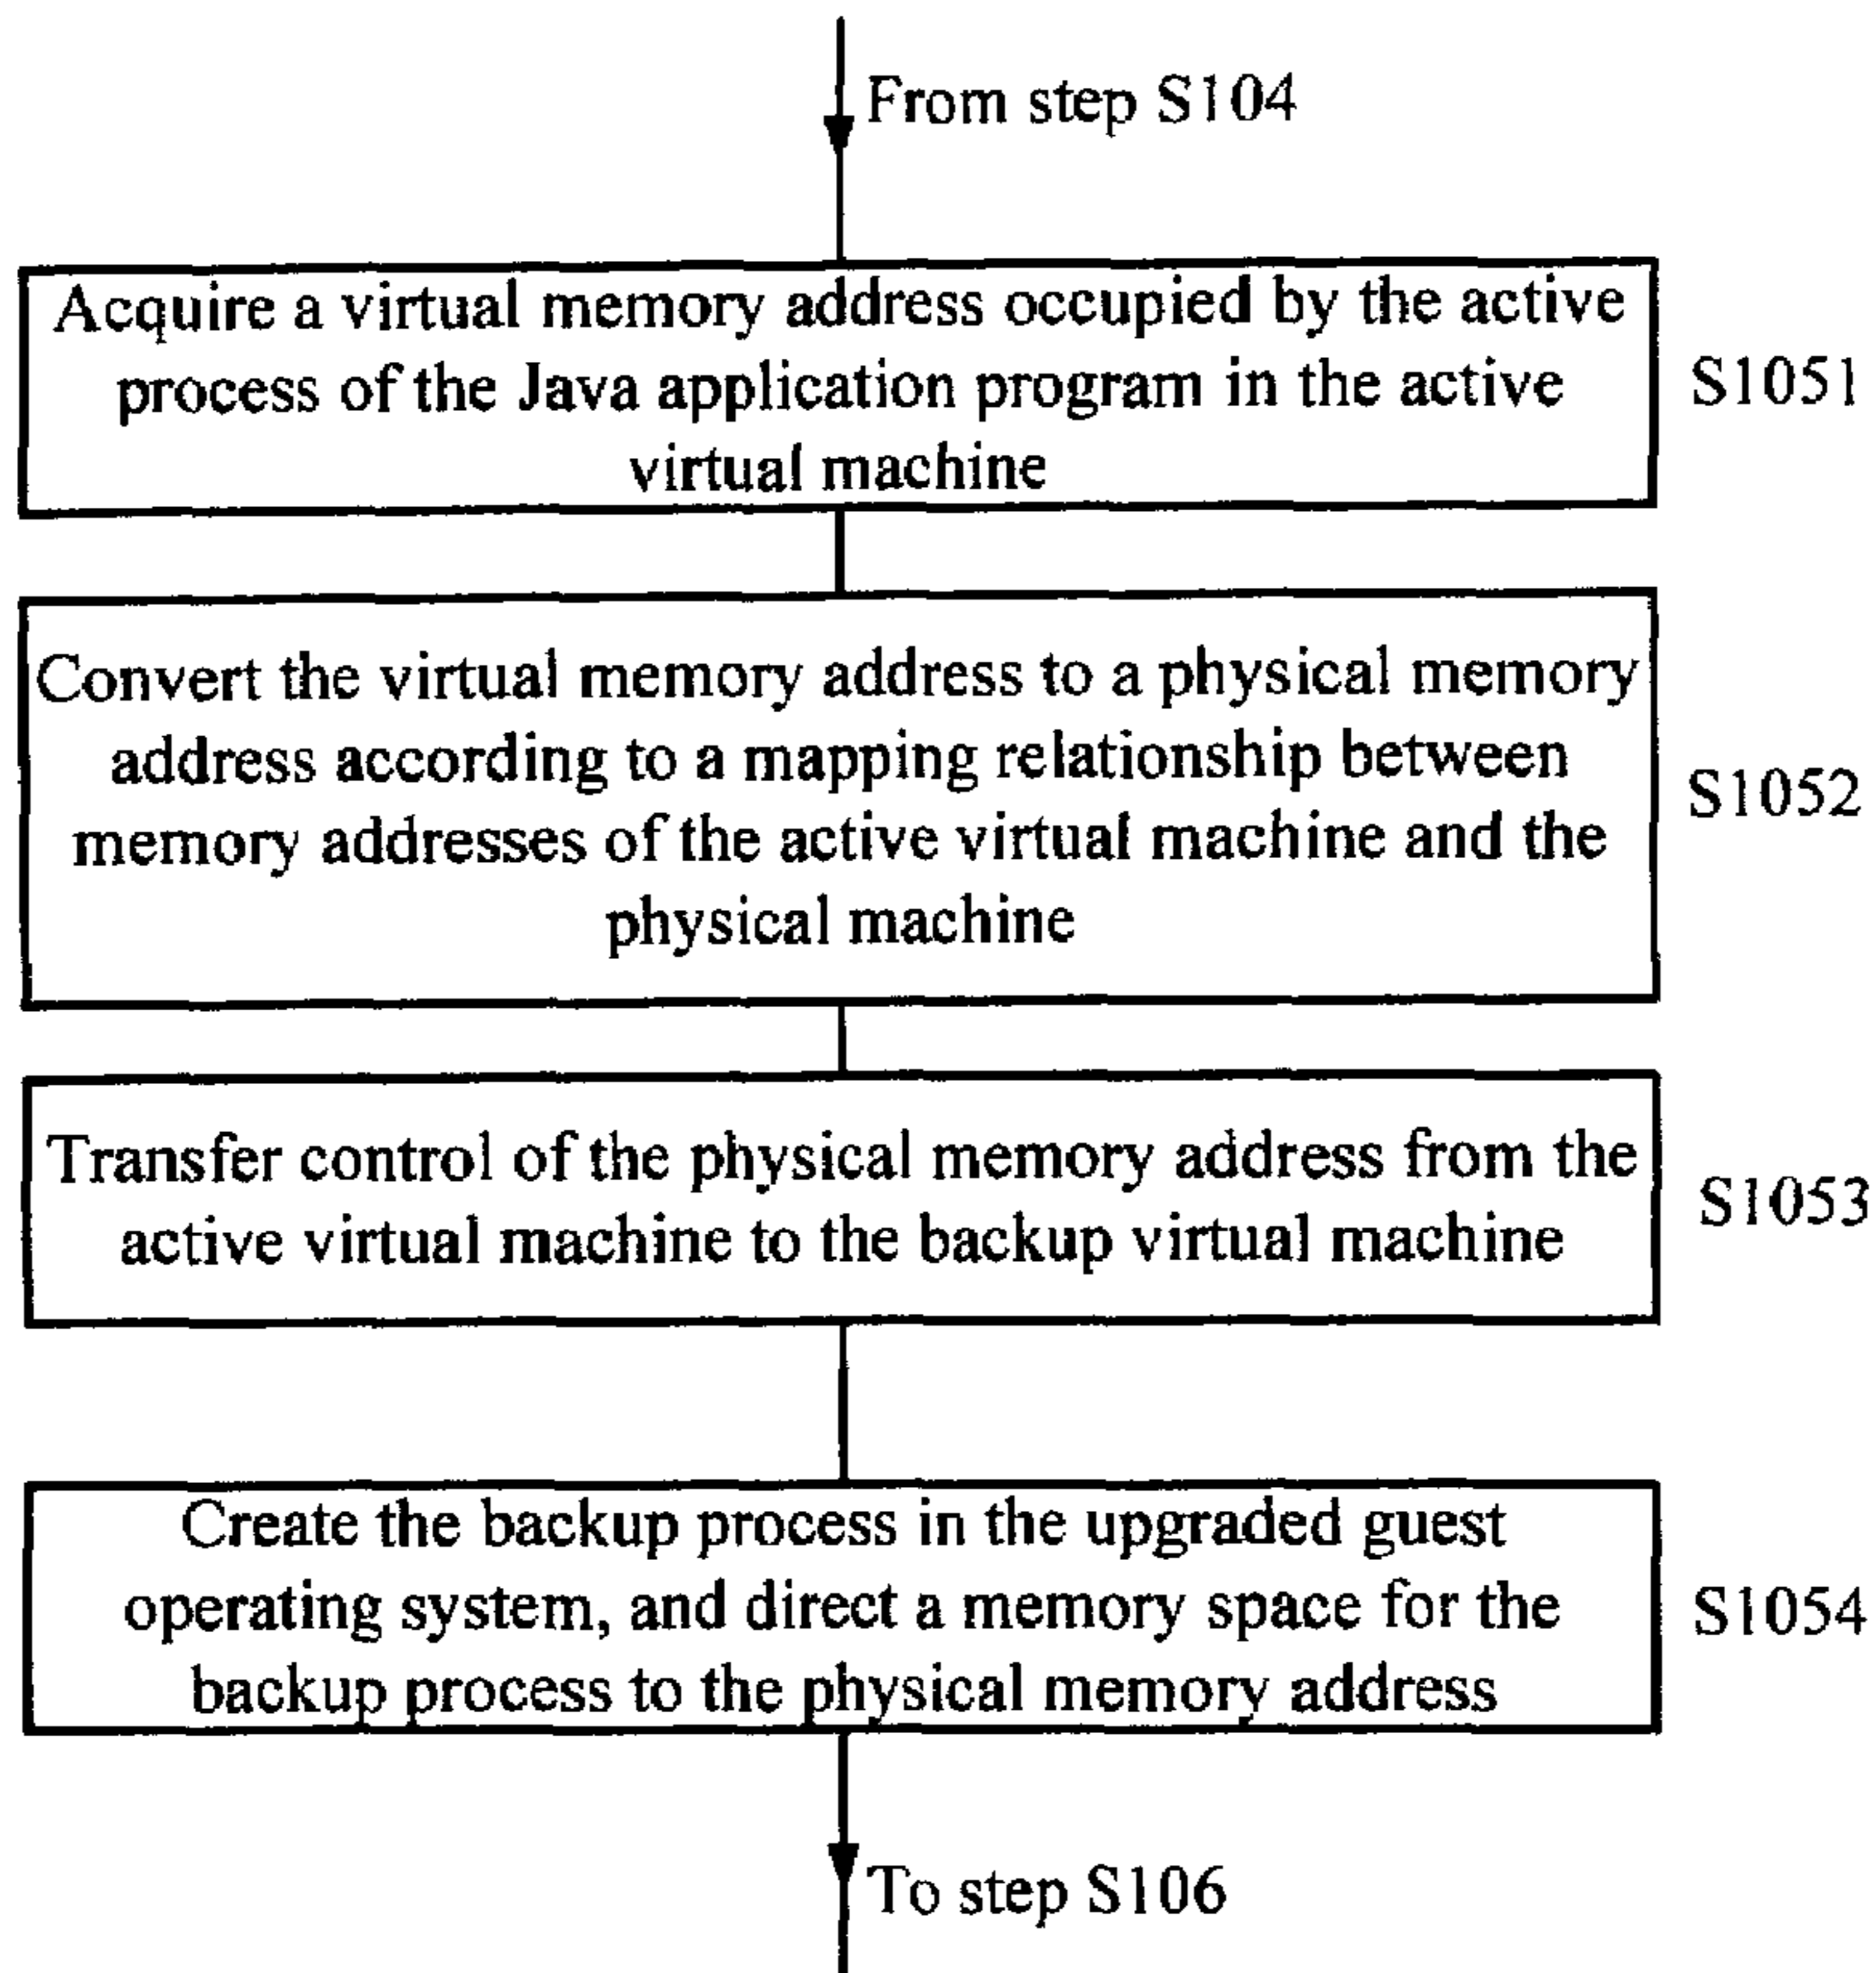 From step S104
Acquire a virtual memory address occupied by the active
process of the Java application program in the active
virtual machine
S1051
Convert the virtual memory address to a physical memory
address according to a mapping relationship between
memory addresses of the active virtual machine and the
physical machine
S1052
Transfer control of the physical memory address from the
active virtual machine to the backup virtual machine
S1053
Create the backup process in the upgraded guest
operating system, and direct a memory space for the
backup process to the physical memory address
S1054
To step S106